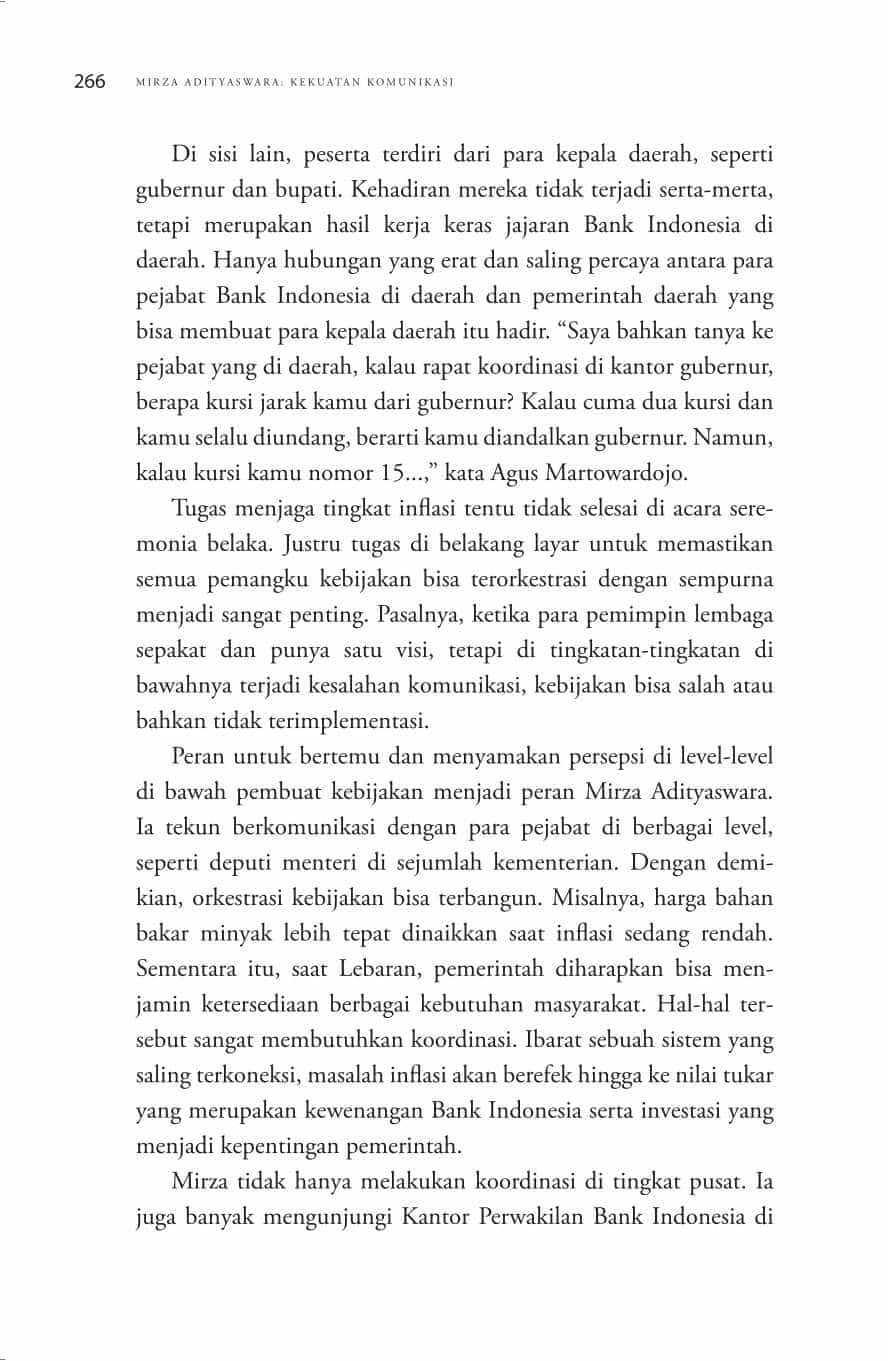 266 MIRZA ADITYASWARA: KEKUATAN KOMUNIKASI
Di sisi lain, peserta terdiri dari para kepala daerah, seperti
gubernur dan bupati. Kehadiran mereka tidak terjadi serta-merta,
tetapi merupakan hasil kerja keras jajaran Bank Indonesia di
daerah. Hanya hubungan yang erat dan saling percaya antara para
pejabat Bank Indonesia di daerah dan pemerintah daerah yang
bisa membuat para kepala daerah itu hadir. “Saya bahkan tanya ke
pejabat yang di daerah, kalau rapat koordinasi di kantor gubernur,
berapa kursi jarak kamu dari gubernur? Kalau cuma dua kursi dan
kamu selalu diundang, berarti kamu diandalkan gubernur. Namun,
kalau kursi kamu nomor 15...,” kata Agus Martowardojo.
Tugas menjaga tingkat inflasi tentu tidak selesai di acara sere-
monia belaka. Justru tugas di belakang layar untuk memastikan
semua pemangku kebijakan bisa terorkestrasi dengan sempurna
menjadi sangat penting. Pasalnya, ketika para pemimpin lembaga
sepakat dan punya satu visi, tetapi di tingkatan-tingkatan di
bawahnya terjadi kesalahan komunikasi, kebijakan bisa salah atau
bahkan tidak terimplementasi.
Peran untuk bertemu dan menyamakan persepsi di level-level
di bawah pembuat kebijakan menjadi peran Mirza Adityaswara.
Ia tekun berkomunikasi dengan para pejabat di berbagai level,
seperti deputi menteri di sejumlah kementerian. Dengan demi-
kian, orkestrasi kebijakan bisa terbangun. Misalnya, harga bahan
bakar minyak lebih tepat dinaikkan saat inflasi sedang rendah.
Sementara itu, saat Lebaran, pemerintah diharapkan bisa men-
jamin ketersediaan berbagai kebutuhan masyarakat. Hal-hal ter-
sebut sangat membutuhkan koordinasi. Ibarat sebuah sistem yang
saling terkoneksi, masalah inflasi akan berefek hingga ke nilai tukar
yang merupakan kewenangan Bank Indonesia serta investasi yang
menjadi kepentingan pemerintah.
Mirza tidak hanya melakukan koordinasi di tingkat pusat. Ia
juga banyak mengunjungi Kantor Perwakilan Bank Indonesia di